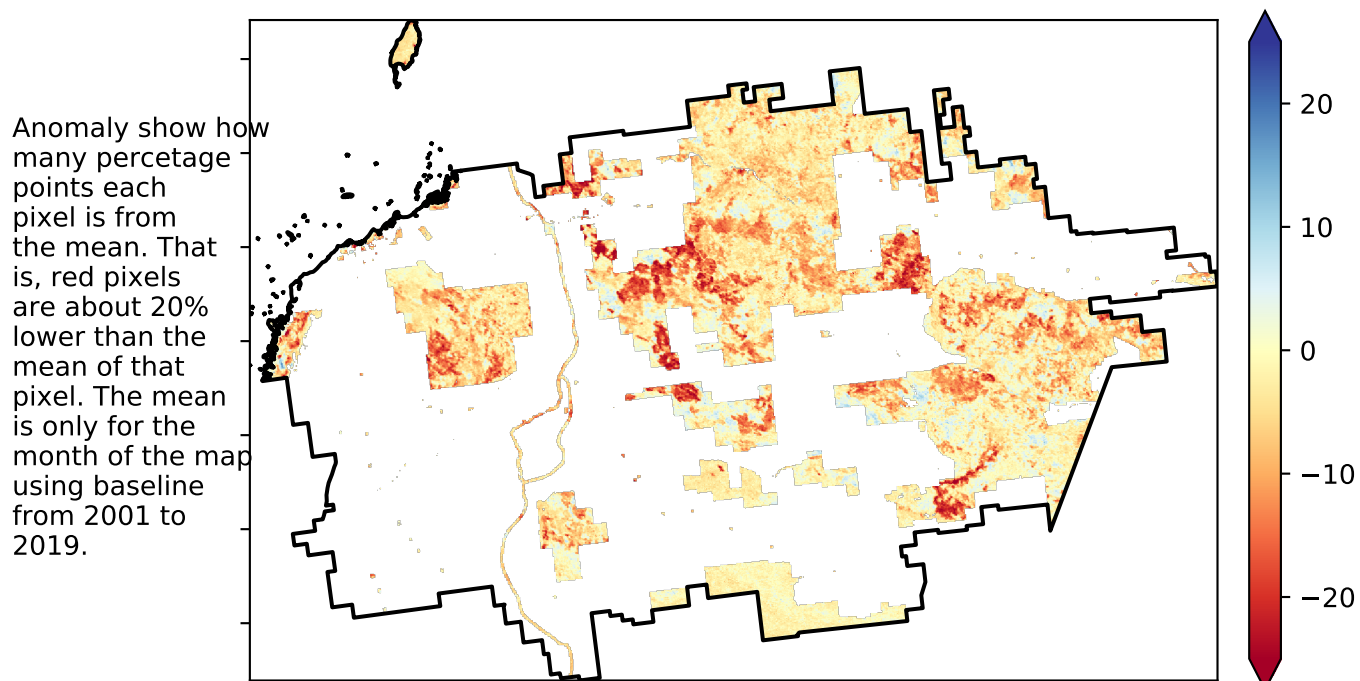 Anomaly show how
many percetage
points each
pixel is from
the mean. That
is, red pixels
are about 20%
lower than the
mean of that
pixel. The mean
is only for the
month of the map
using baseline
from 2001 to
2019.
20
10
0
−10
−20